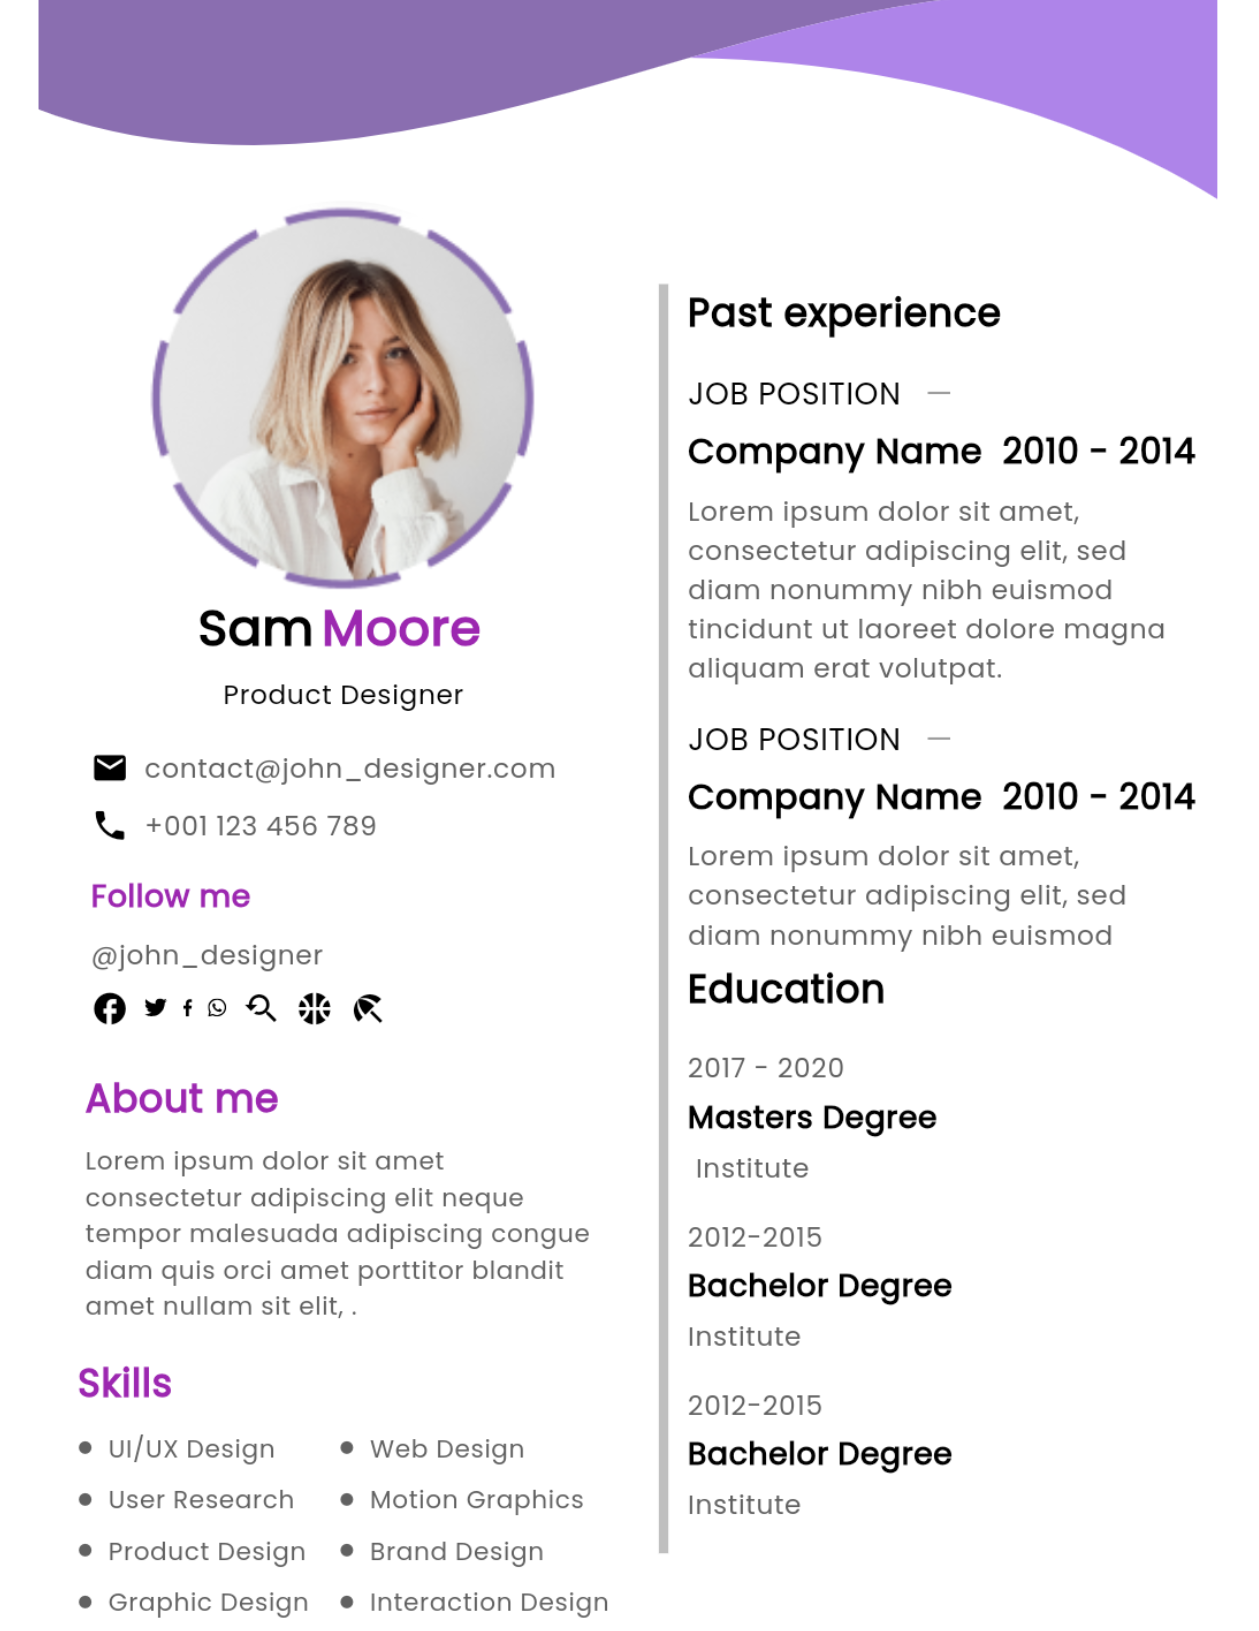 Sam Moore
Product Designer
contact@john_designer.com
+001 123 456 789
Follow me
@john_designer
About me
Lorem ipsum dolor sit amet
consectetur adipiscing elit neque
tempor malesuada adipiscing congue
diam quis orci amet porttitor blandit
amet nullam sit elit, .
Skills
UI/UX Design
User Research
Product Design
Graphic Design
Web Design
Motion Graphics
Brand Design
Interaction Design
Past experience
JOB POSITION —
Company Name 2010 - 2014
Lorem ipsum dolor sit amet,
consectetur adipiscing elit, sed
diam nonummy nibh euismod
tincidunt ut laoreet dolore magna
aliquam erat volutpat.
JOB POSITION —
Company Name 2010 - 2014
Lorem ipsum dolor sit amet,
consectetur adipiscing elit, sed
diam nonummy nibh euismod
Education
2017 - 2020
Masters Degree
Institute
2012-2015
Bachelor Degree
Institute
2012-2015
Bachelor Degree
Institute